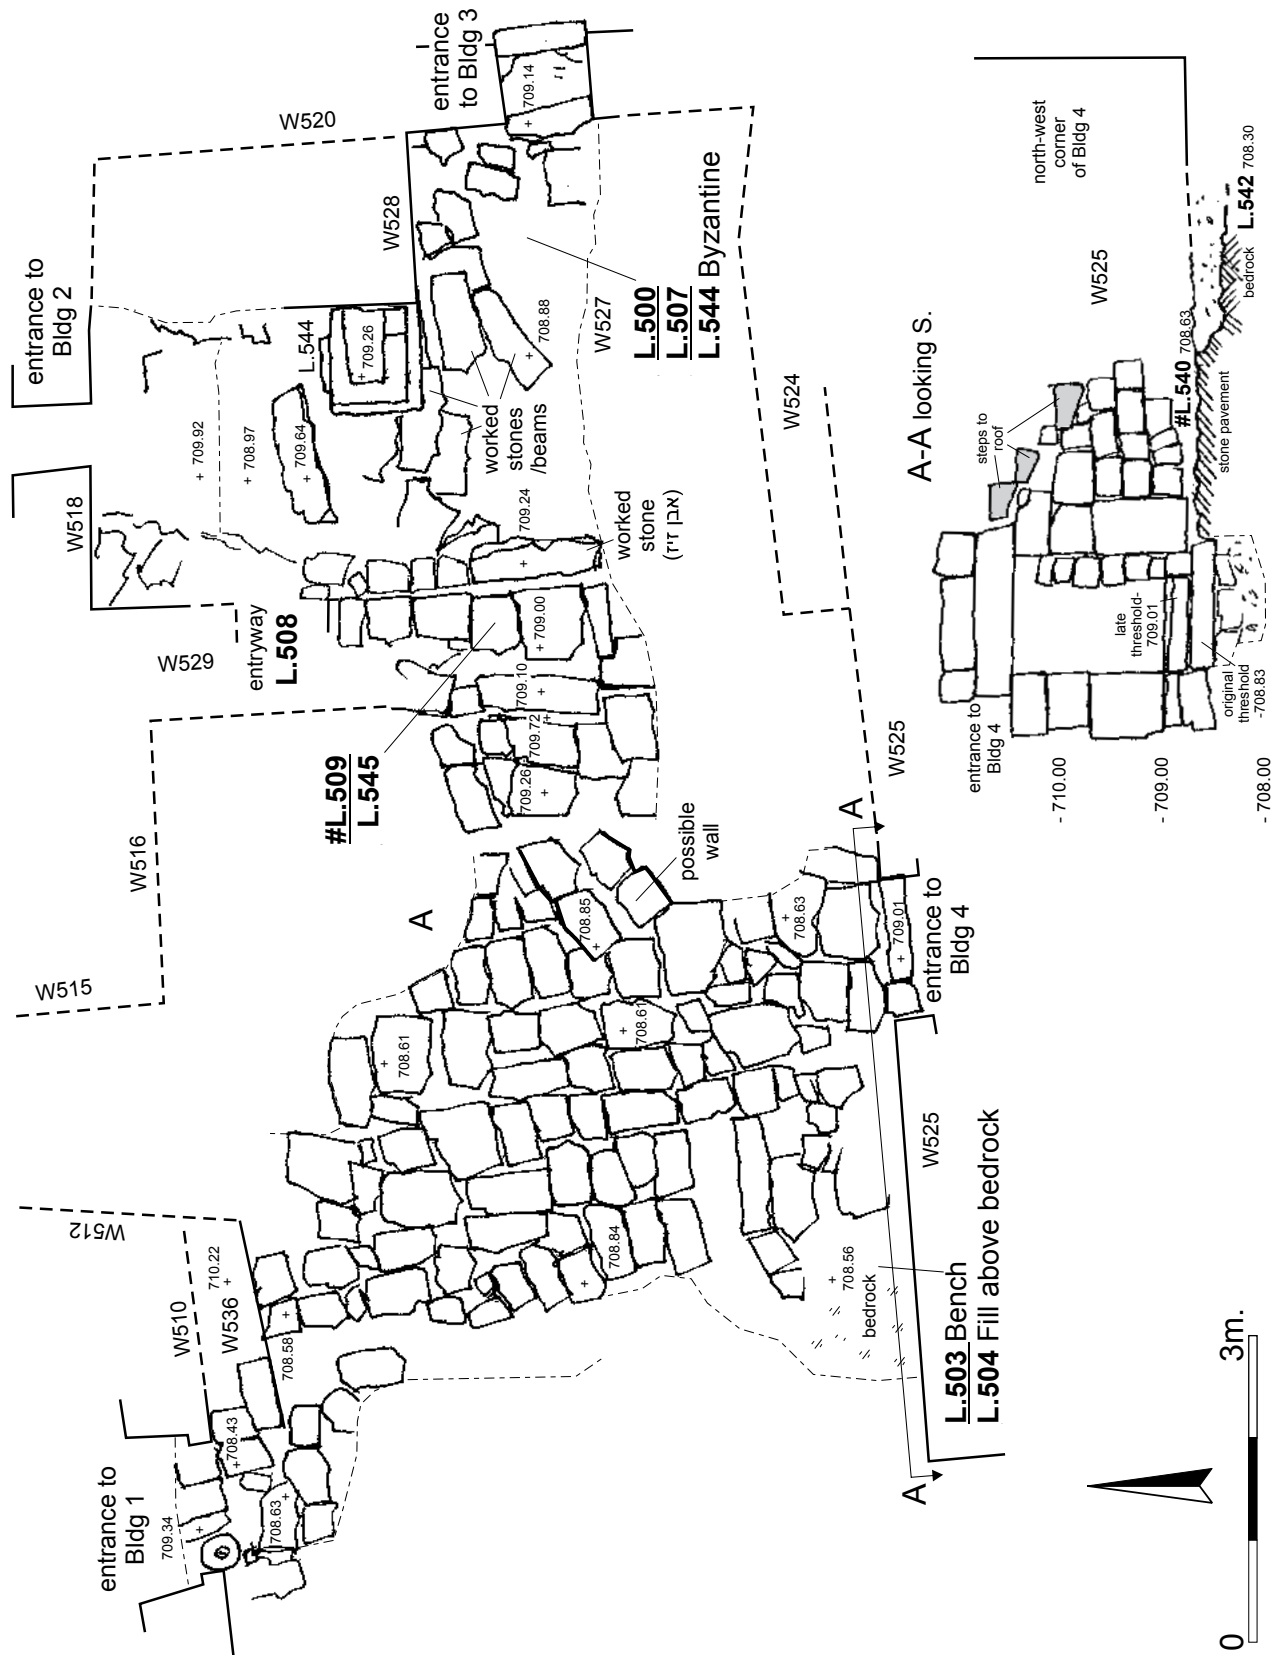 entrance to
Bldg 1
709.34
708.63
708.43
W510
W536
710.22
W512
708.58
W515
W516
W529
entryway
L.508
W518
entrance to
Bldg 2
709.92
708.97
709.64
L.544
709.26
W520
W528
entrance
to Bldg 3
709.14
708.88
worked
stones
/beams
709.24
worked
stone
(אבן זיז)
W527
L.500
L.507
L.544 Byzantine
W524
#L.509
L.545
709.00
709.10
709.72
709.26
A
possible
wall
708.85
708.61
708.61
708.63
708.84
708.56
bedrock
709.01
entrance to
Bldg 4
A
W525
W525
A
L.503 Bench
L.504 Fill above bedrock
A-A looking S.
north-west
corner
of Bldg 4
W525
steps to
roof
#L.540 708.63
stone pavement
bedrock
L.542 708.30
late
threshold-
709.01
original
threshold
-708.83
entrance to
Bldg 4
- 710.00
- 709.00
- 708.00
0
3m.